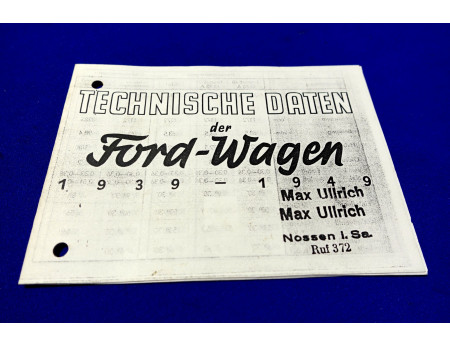 TECHNISCHE DATEN
der
Ford-Wagen
1939-1949
Max Ullrich
Max Ullrich
Nossen i. Sa.
Ruf 372